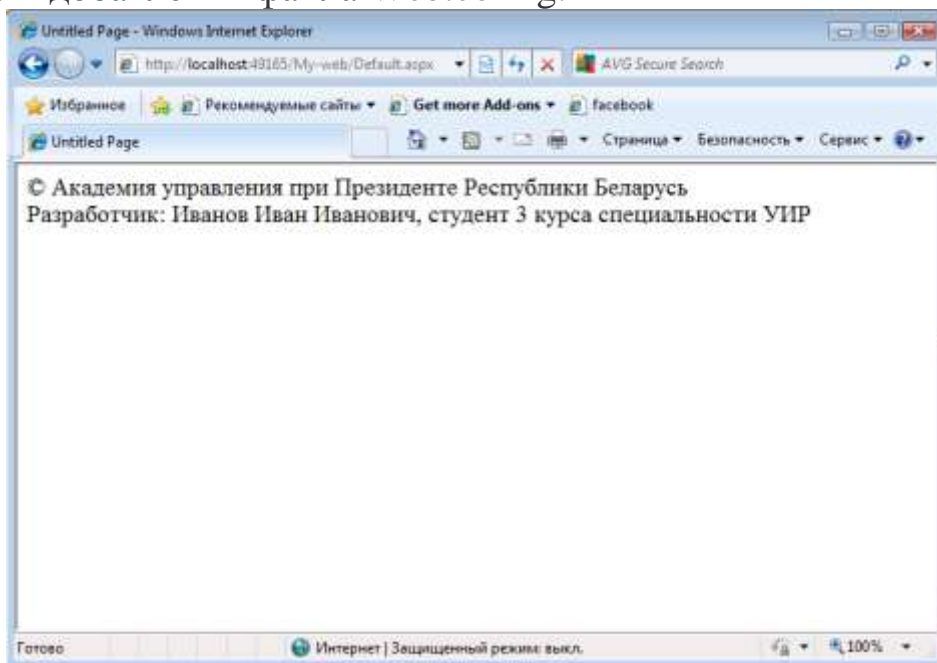 Untitled Page - Windows Internet Explorer
http://localhost:49165/My-web/Default.aspx AVG Secure Search
Избранное Рекомендуемые сайты Get more Add-ons facebook
Untitled Page Страница Безопасность Сервис
© Академия управления при Президенте Республики Беларусь
Разработчик: Иванов Иван Иванович, студент 3 курса специальности УИР
Готово Интернет | Защищенный режим: выкл. 100%